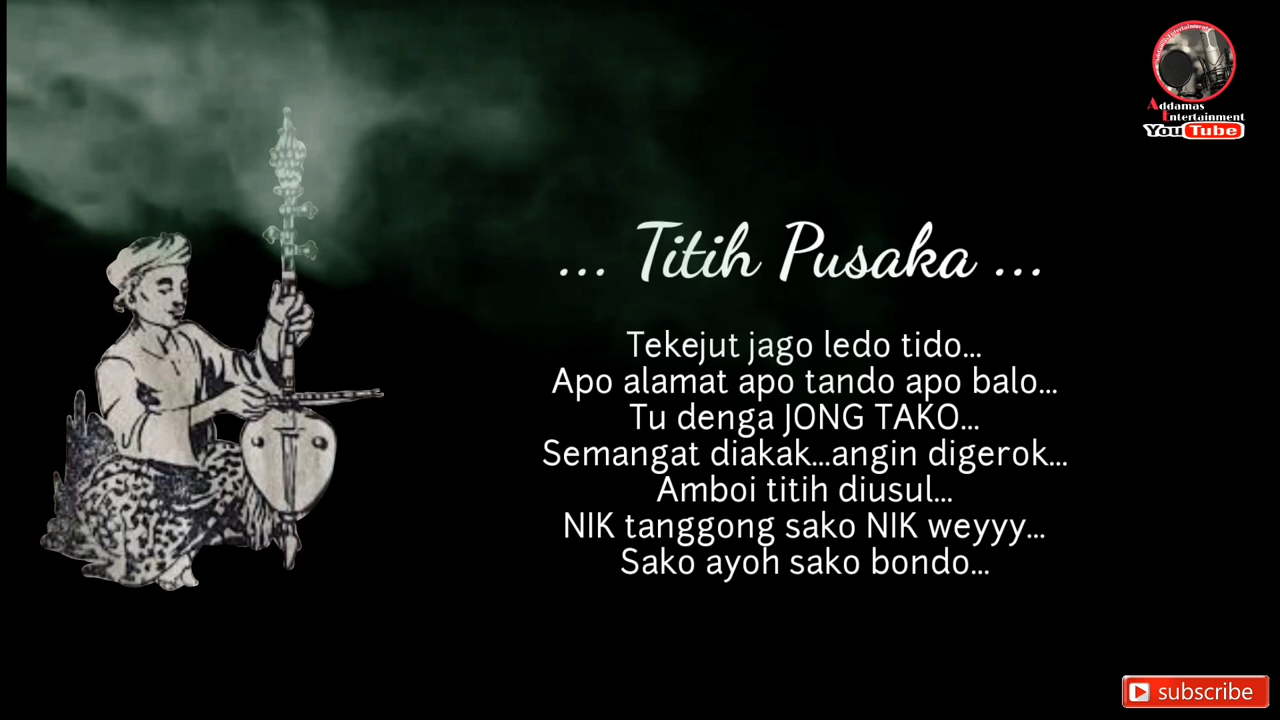 Addamas
Entertainment
YouTube
... Titih Pusaka ...
Tekejut jago ledo tido...
Apo alamat apo tando apo balo...
Tu denga JONG TAKO...
Semangat diakak...angin digerok...
Amboi titih diusul...
NIK tanggong sako NIK weyyy...
Sako ayoh sako bondo...
subscribe